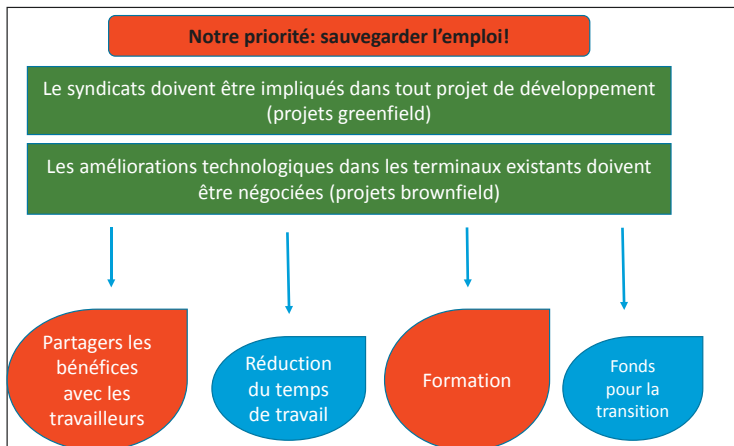 Notre priorité: sauvegarder l’emploi!
Le syndicats doivent être impliqués dans tout projet de développement
(projets greenfield)
Les améliorations technologiques dans les terminaux existants doivent
être négociées (projets brownfield)
Partagers les
bénéfices
avec les
travailleurs
Réduction
du temps
de travail
Formation
Fonds
pour la
transition